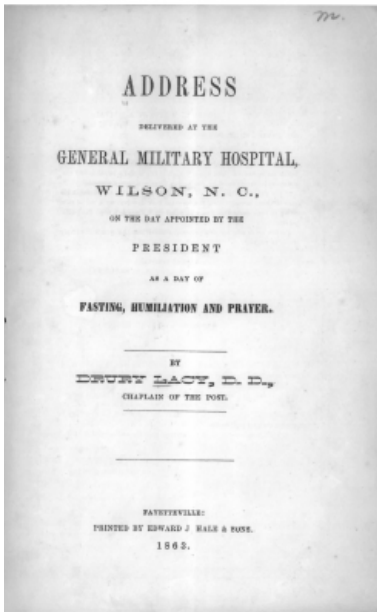 m.
ADDRESS
DELIVERED AT THE
GENERAL MILITARY HOSPITAL,
WILSON, N. C.,
ON THE DAY APPOINTED BY THE
PRESIDENT
AS A DAY OF
FASTING, HUMILIATION AND PRAYER.
BY
DRURY LACY, D. D.,
CHAPLAIN OF THE POST.
FAYETTEVILLE:
PRINTED BY EDWARD J HALE & SONS.
1863.